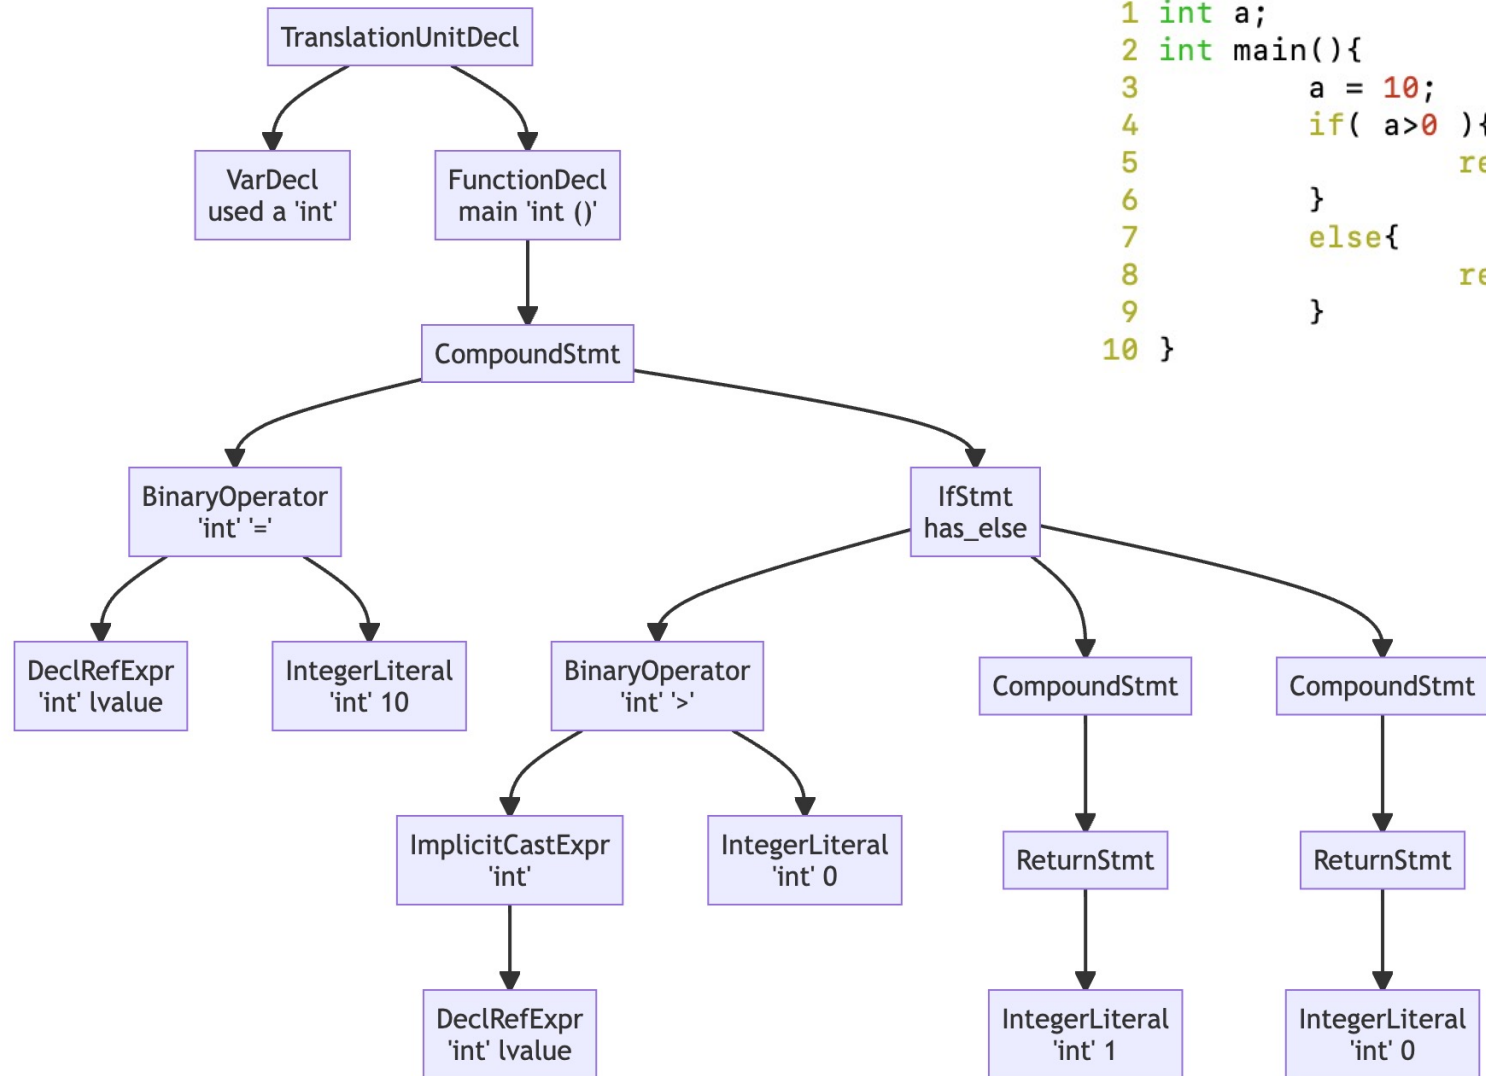 TranslationUnitDecl
VarDecl
used a 'int'
FunctionDecl
main 'int ()'
CompoundStmt
BinaryOperator
'int' '='
IfStmt
has_else
DeclRefExpr
'int' lvalue
IntegerLiteral
'int' 10
BinaryOperator
'int' '>'
CompoundStmt
CompoundStmt
ImplicitCastExpr
'int'
IntegerLiteral
'int' 0
ReturnStmt
ReturnStmt
DeclRefExpr
'int' lvalue
IntegerLiteral
'int' 1
IntegerLiteral
'int' 0
1 int a;
2 int main(){
3 a = 10;
4 if( a>0 ){
5 re
6 }
7 else{
8 re
9 }
10 }